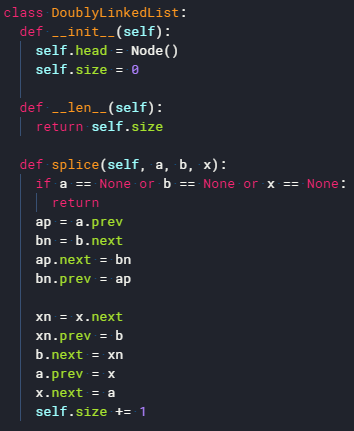 class DoublyLinkedList:
  def __init__(self):
    self.head = Node()
    self.size = 0

  def __len__(self):
    return self.size

  def splice(self, a, b, x):
    if a == None or b == None or x == None:
      return
    ap = a.prev
    bn = b.next
    ap.next = bn
    bn.prev = ap

    xn = x.next
    xn.prev = b
    b.next = xn
    a.prev = x
    x.next = a
    self.size += 1